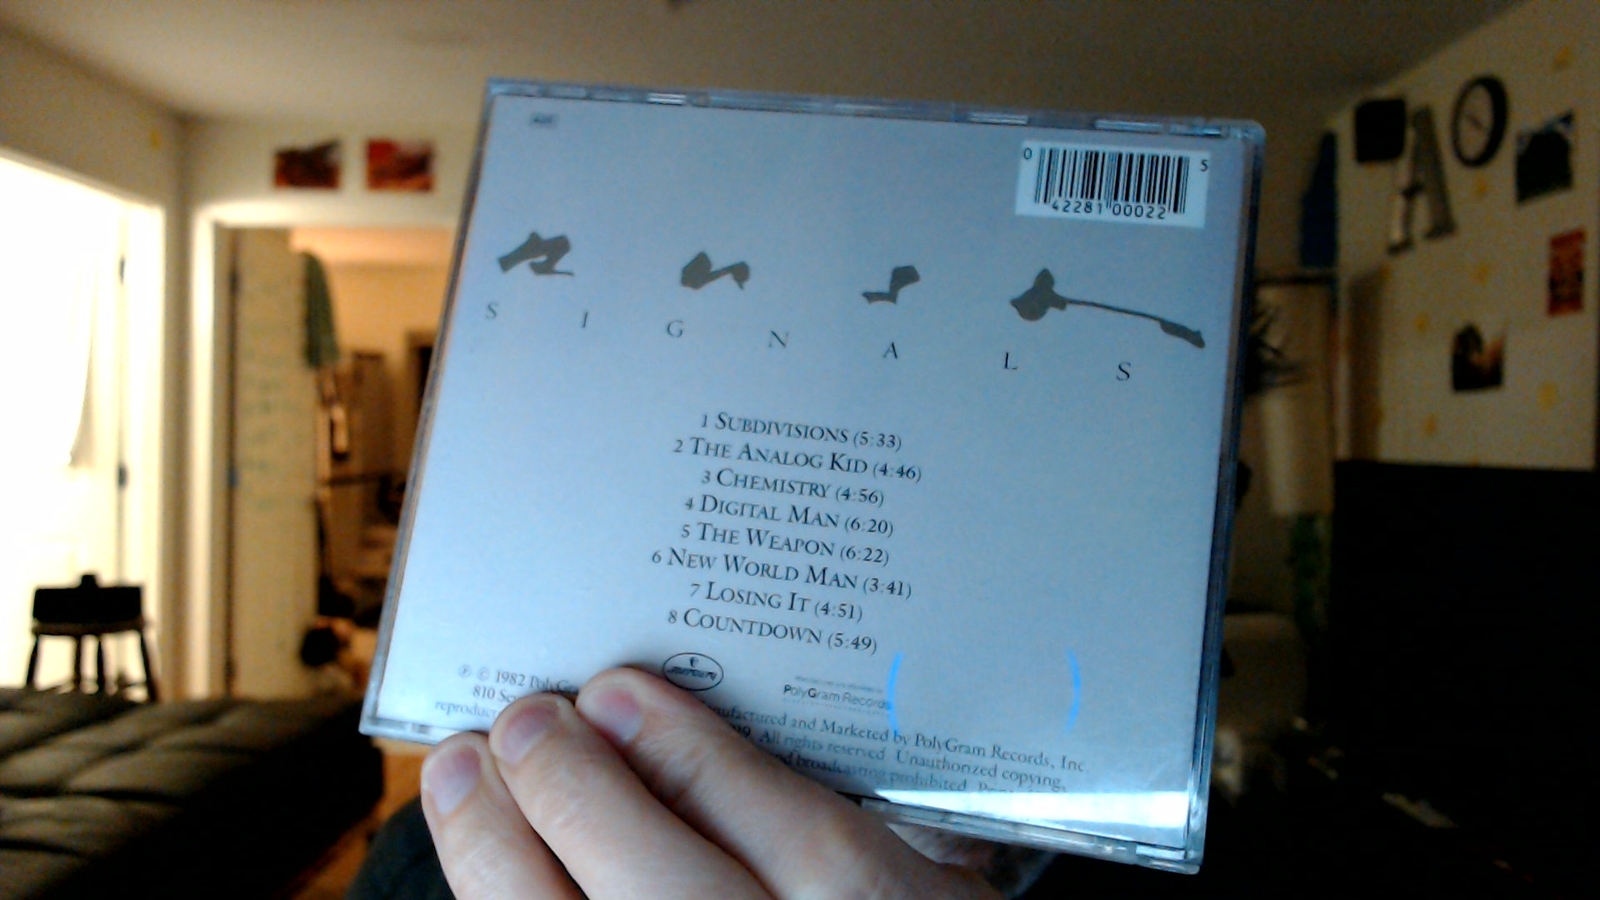 0 42281 00022 5
S I G N A L S
1 SUBDIVISIONS (5:33)
2 THE ANALOG KID (4:46)
3 CHEMISTRY (4:56)
4 DIGITAL MAN (6:20)
5 THE WEAPON (6:22)
6 NEW WORLD MAN (3:41)
7 LOSING IT (4:51)
8 COUNTDOWN (5:49)
mercury
PolyGram Records
℗ © 1982
810
Manufactured and Marketed by PolyGram Records, Inc.
All rights reserved. Unauthorized copying,
and broadcasting prohibited.
A